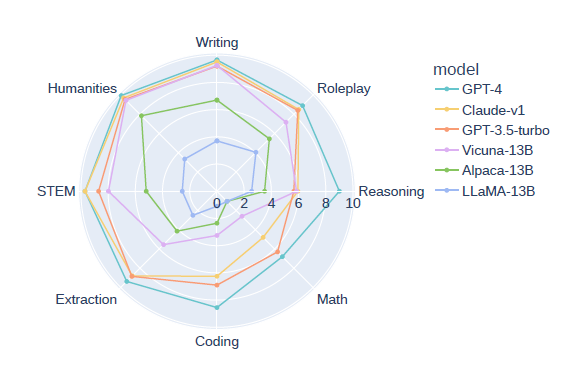 Writing
Humanities
Roleplay
STEM
Reasoning
0 2 4 6 8 10
Extraction
Math
Coding
model
GPT-4
Claude-v1
GPT-3.5-turbo
Vicuna-13B
Alpaca-13B
LLaMA-13B